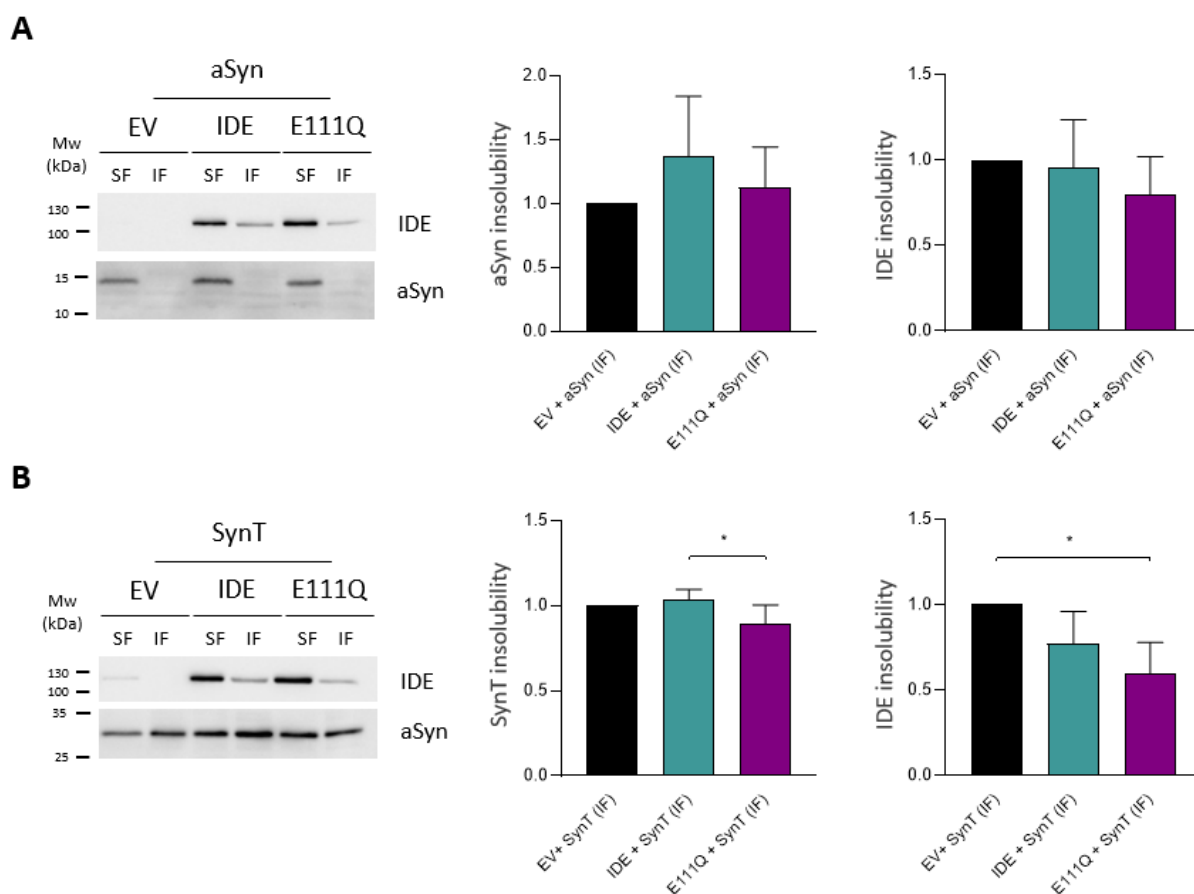 A
aSyn
EV IDE E111Q
Mw
(kDa)
SF IF SF IF SF IF
130
100
IDE
15
10
aSyn
aSyn insolubility
2.0
1.5
1.0
0.5
0.0
EV + aSyn (IF)
IDE + aSyn (IF)
E111Q + aSyn (IF)
IDE insolubility
1.5
1.0
0.5
0.0
EV + aSyn (IF)
IDE + aSyn (IF)
E111Q + aSyn (IF)
B
SynT
EV IDE E111Q
Mw
(kDa)
SF IF SF IF SF IF
130
100
IDE
35
25
aSyn
SynT insolubility
1.5
1.0
0.5
0.0
*
EV+ SynT (IF)
IDE + SynT (IF)
E111Q + SynT (IF)
IDE insolubility
1.5
1.0
0.5
0.0
*
EV+ SynT (IF)
IDE + SynT (IF)
E111Q + SynT (IF)